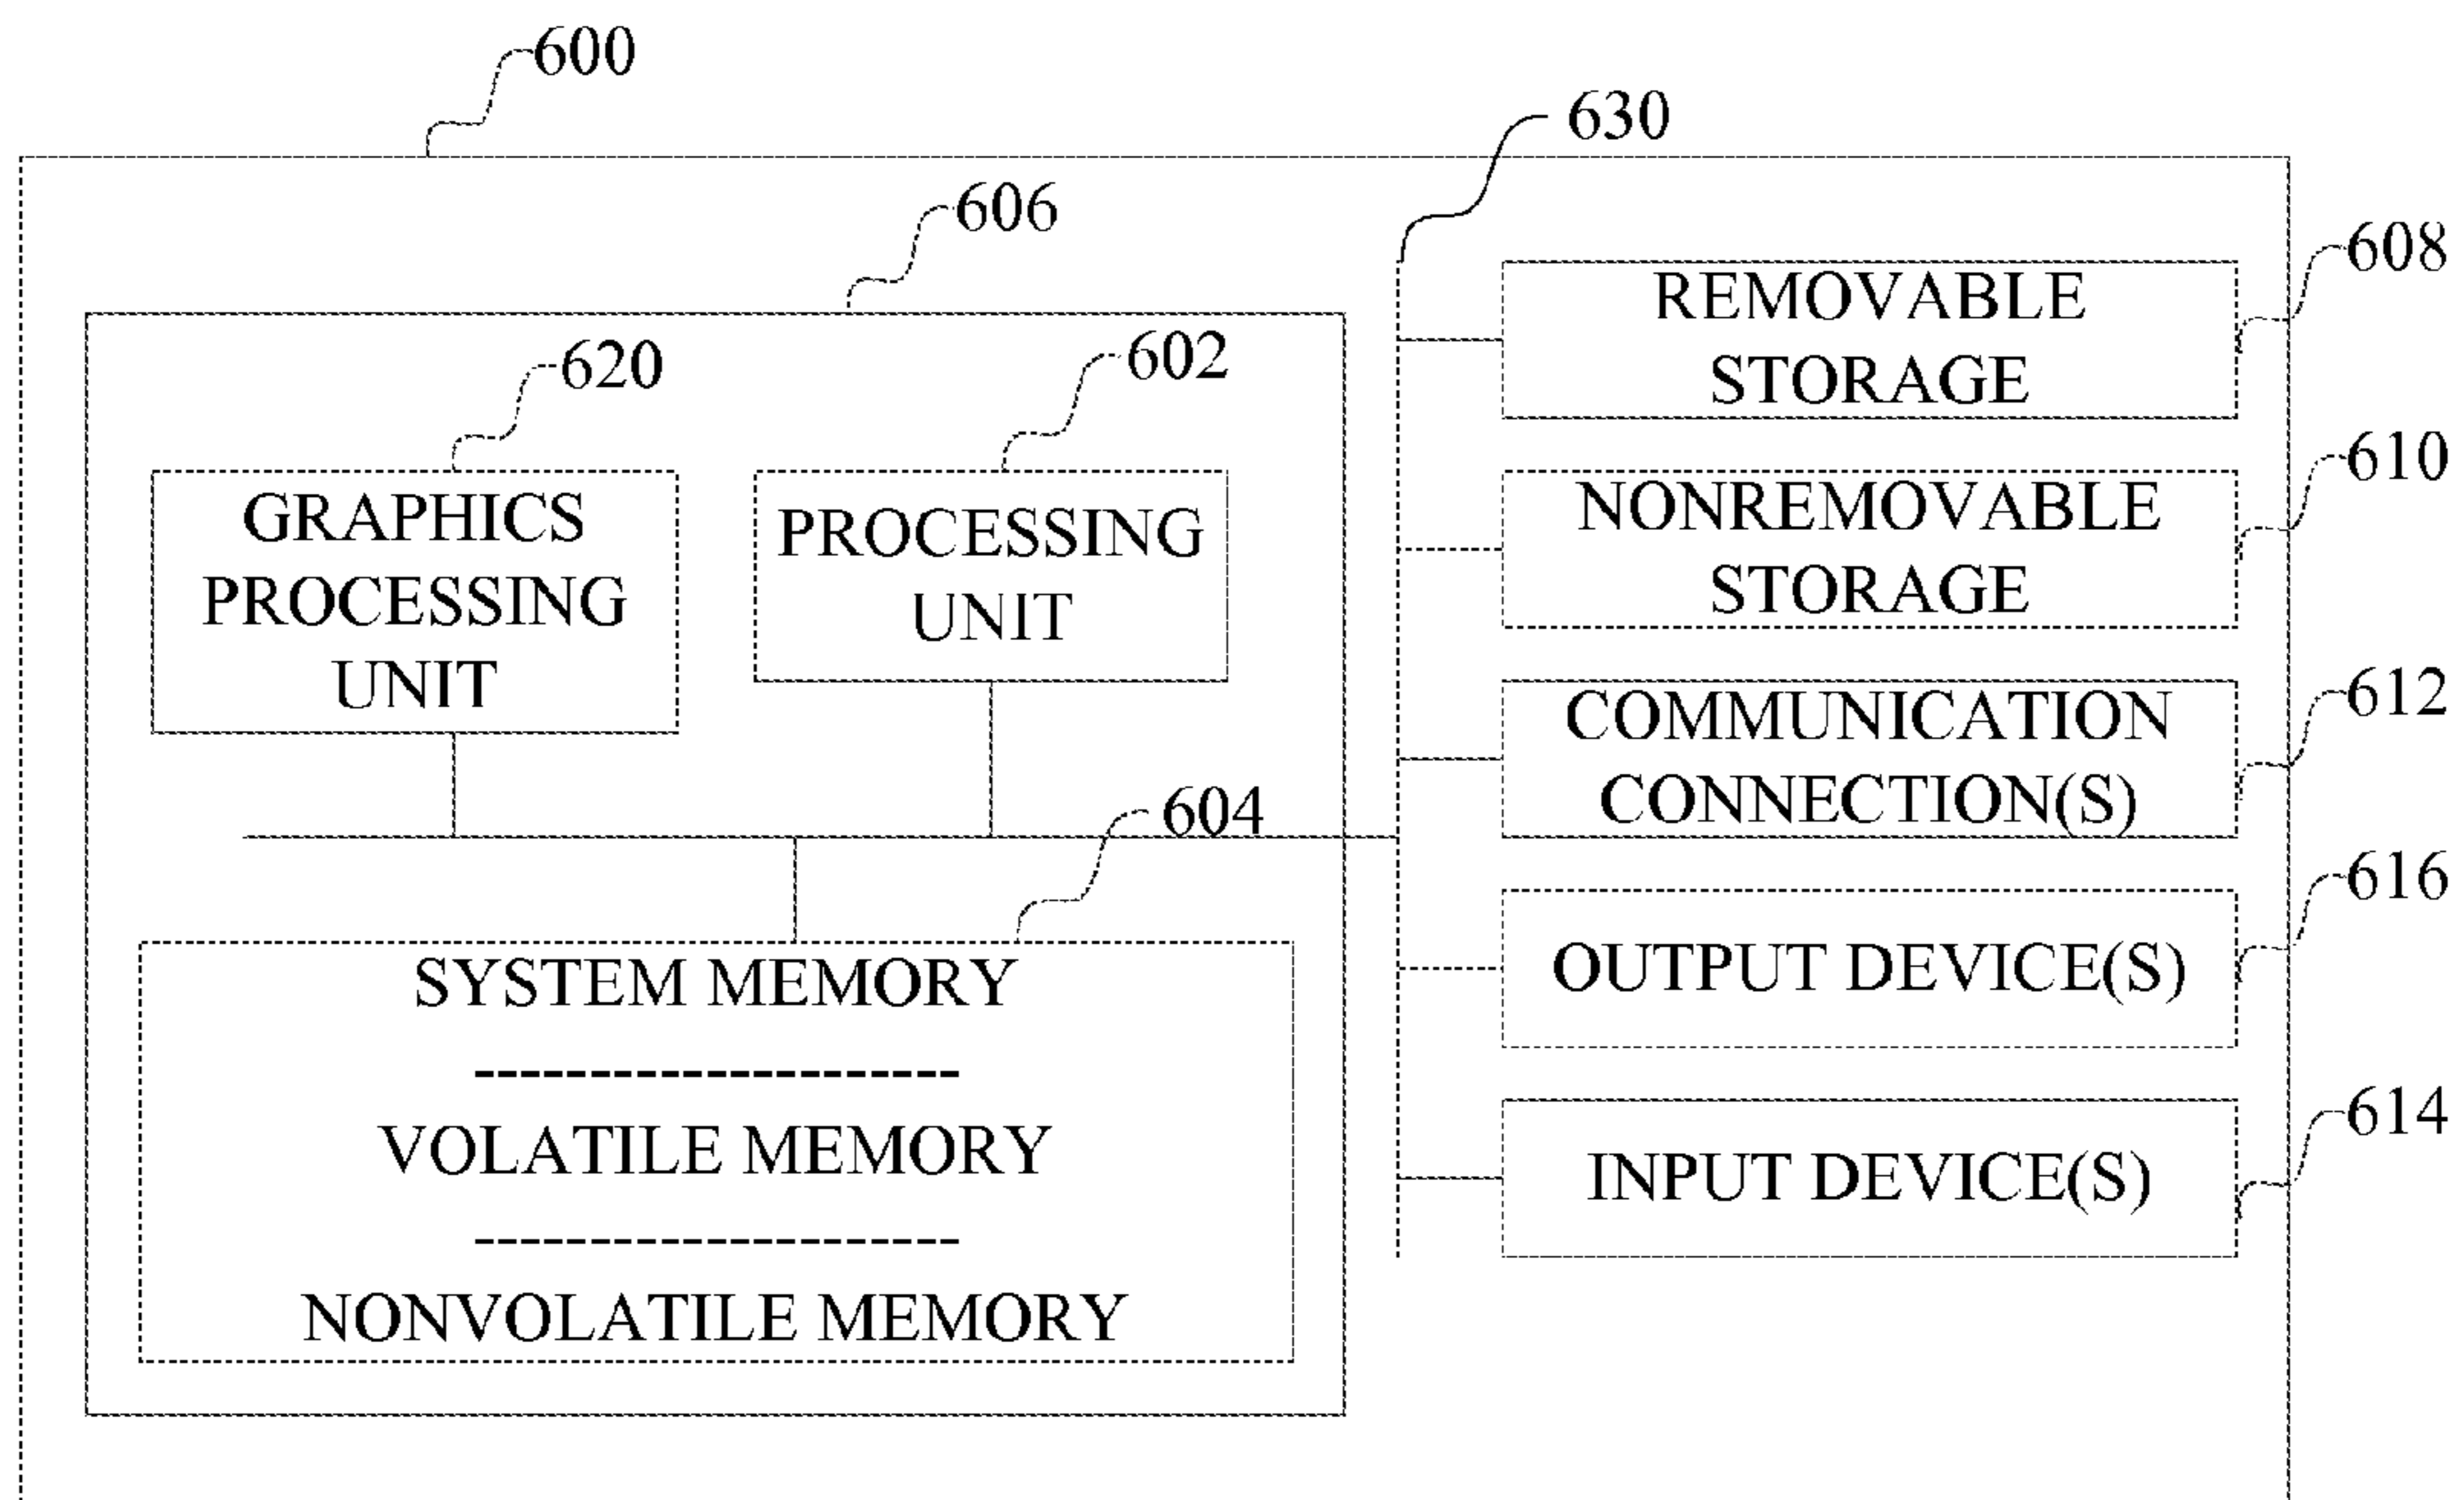 600
630
606
608
REMOVABLE
STORAGE
620
602
610
GRAPHICS
PROCESSING
UNIT
PROCESSING
UNIT
NONREMOVABLE
STORAGE
612
COMMUNICATION
CONNECTION(S)
604
616
OUTPUT DEVICE(S)
SYSTEM MEMORY
---------------------
VOLATILE MEMORY
---------------------
NONVOLATILE MEMORY
614
INPUT DEVICE(S)